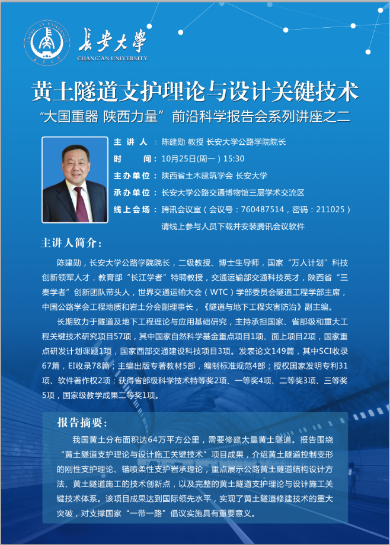 长安大学
CHANG'AN UNIVERSITY
黄土隧道支护理论与设计关键技术
“大国重器 陕西力量”前沿科学报告会系列讲座之二
主 讲 人：陈建勋 教授 长安大学公路学院院长
时 间：10月25日(周一) 15:30
主办单位：陕西省土木建筑学会 长安大学
承办单位：长安大学公路交通博物馆三层学术交流区
线上会场：腾讯会议室（会议号：760487514，密码：211025）
请线上参与人员下载并安装腾讯会议软件
主讲人简介：
陈建勋，长安大学公路学院院长，二级教授、博士生导师，国家“万人计划”科技
创新领军人才，教育部“长江学者”特聘教授，交通运输部交通科技英才，陕西省“三
秦学者”创新团队带头人，世界交通运输大会（WTC）学部委员会隧道工程学部主席，
中国公路学会工程地质和岩土分会副理事长，《隧道与地下工程灾害防治》副主编。
长期致力于隧道及地下工程理论与应用基础研究，主持承担国家、省部级和重大工
程关键技术研究项目57项，其中国家自然科学基金重点项目1项、面上项目2项，国家重
点研发计划课题1项，国家西部交通建设科技项目3项。发表论文149篇，其中SCI收录
67篇，EI收录78篇；主编出版专著教材5部，编制标准规范4部；授权国家发明专利31
项、软件著作权2项；获得省部级科学技术特等奖2项、一等奖4项、二等奖3项、三等奖
5项，国家级教学成果二等奖1项。
报告摘要：
我国黄土分布面积达64万平方公里，需要修建大量黄土隧道。报告围绕
“黄土隧道支护理论与设计施工关键技术”项目成果，介绍黄土隧道控制变形
的刚性支护理论、锚喷柔性支护岩承理论，重点展示公路黄土隧道结构设计方
法、黄土隧道施工的技术创新点，以及完整的黄土隧道支护理论与设计施工关
键技术体系。该项目成果达到国际领先水平，实现了黄土隧道修建技术的重大
突破，对支撑国家“一带一路”倡议实施具有重要意义。